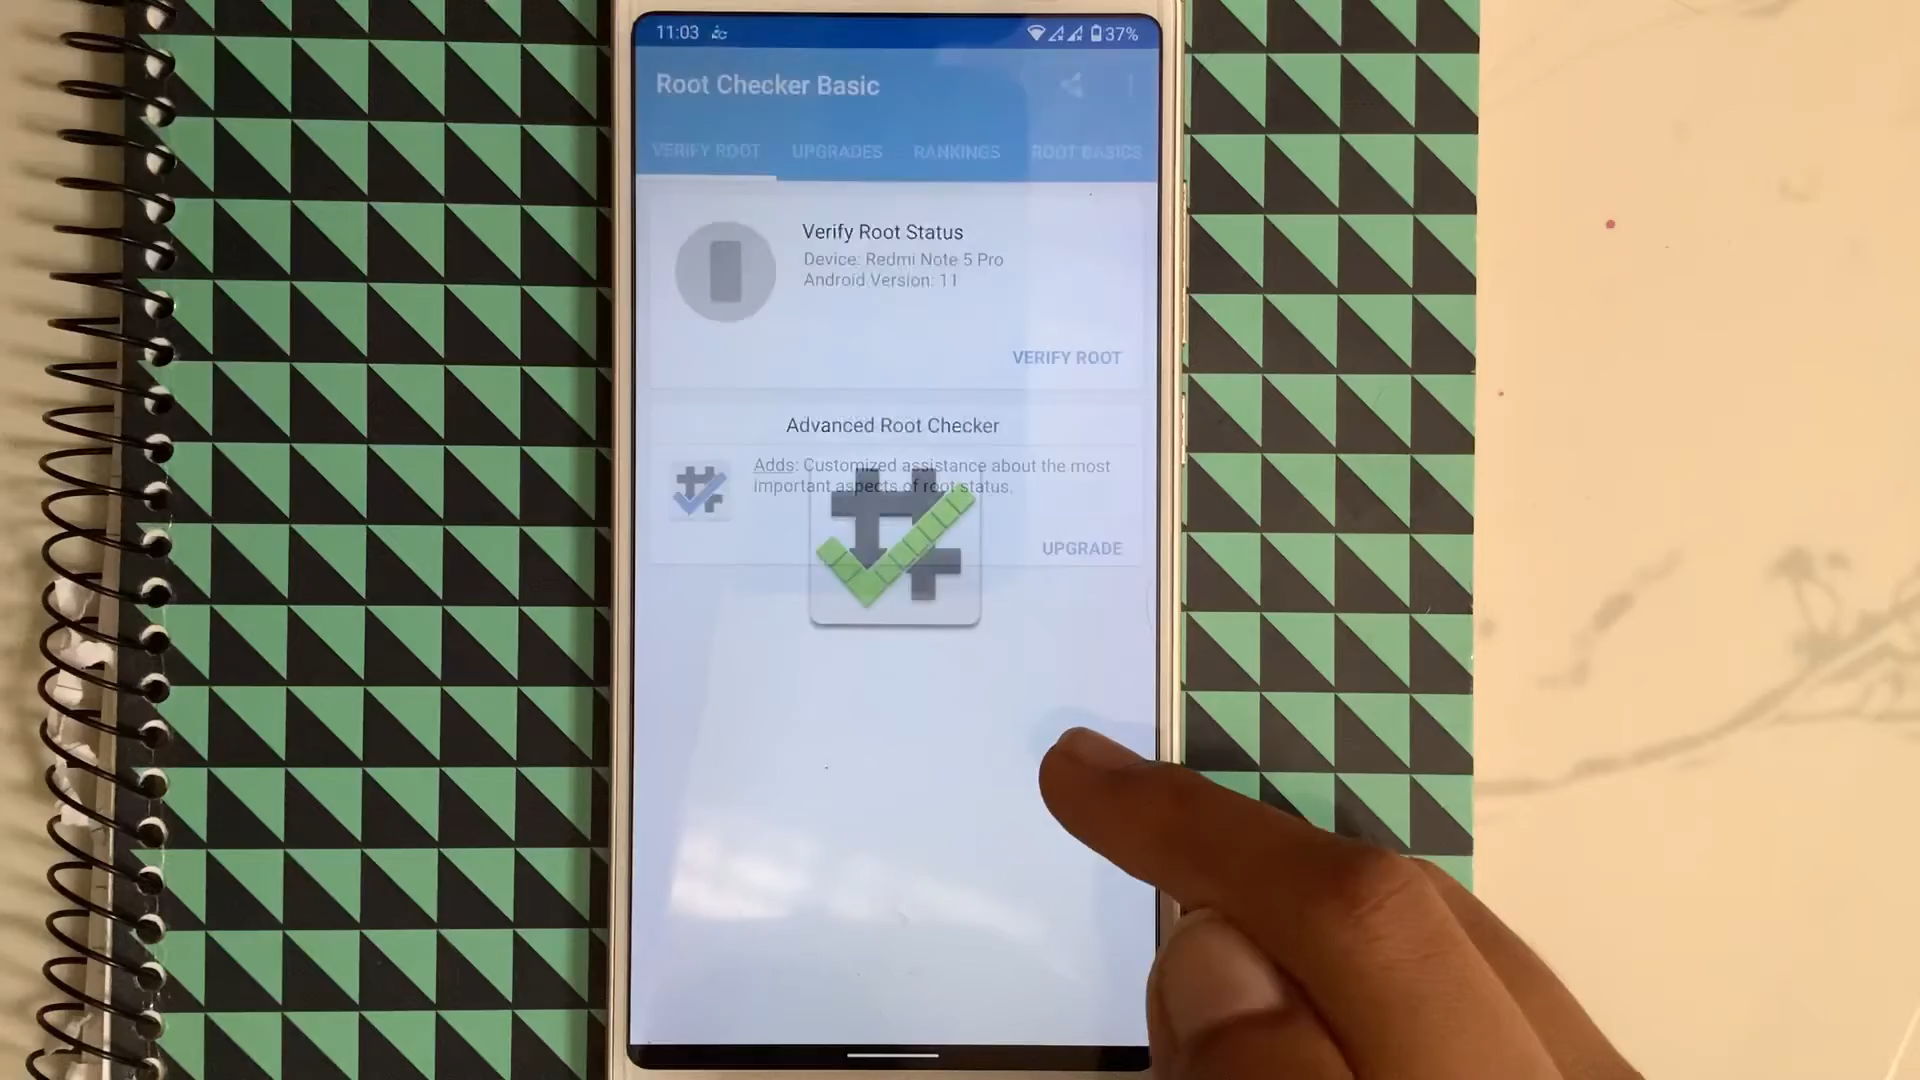 11:03 37%
Root Checker Basic
VERIFY ROOT UPGRADES RANKINGS ROOT BASICS
Verify Root Status
Device: Redmi Note 5 Pro
Android Version: 11
VERIFY ROOT
Advanced Root Checker
Adds: Customized assistance about the most
important aspects of root status.
UPGRADE